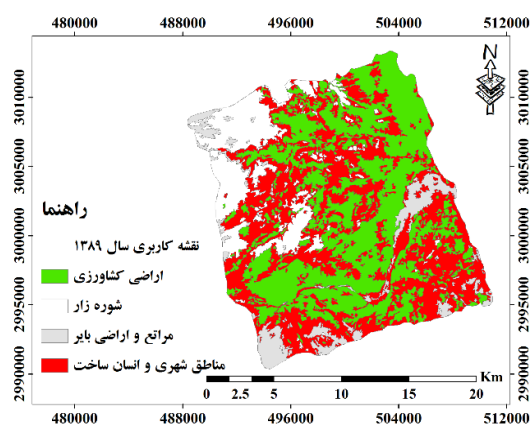 480000 488000 496000 504000 512000
N
3010000
3005000
3000000
2995000
2990000
راهنما
نقشه کاربری سال ۱۳۸۹
اراضی کشاورزی
شوره زار
مراتع و اراضی بایر
مناطق شهری و انسان ساخت
Km
0 2.5 5 10 15 20
480000 488000 496000 504000 512000